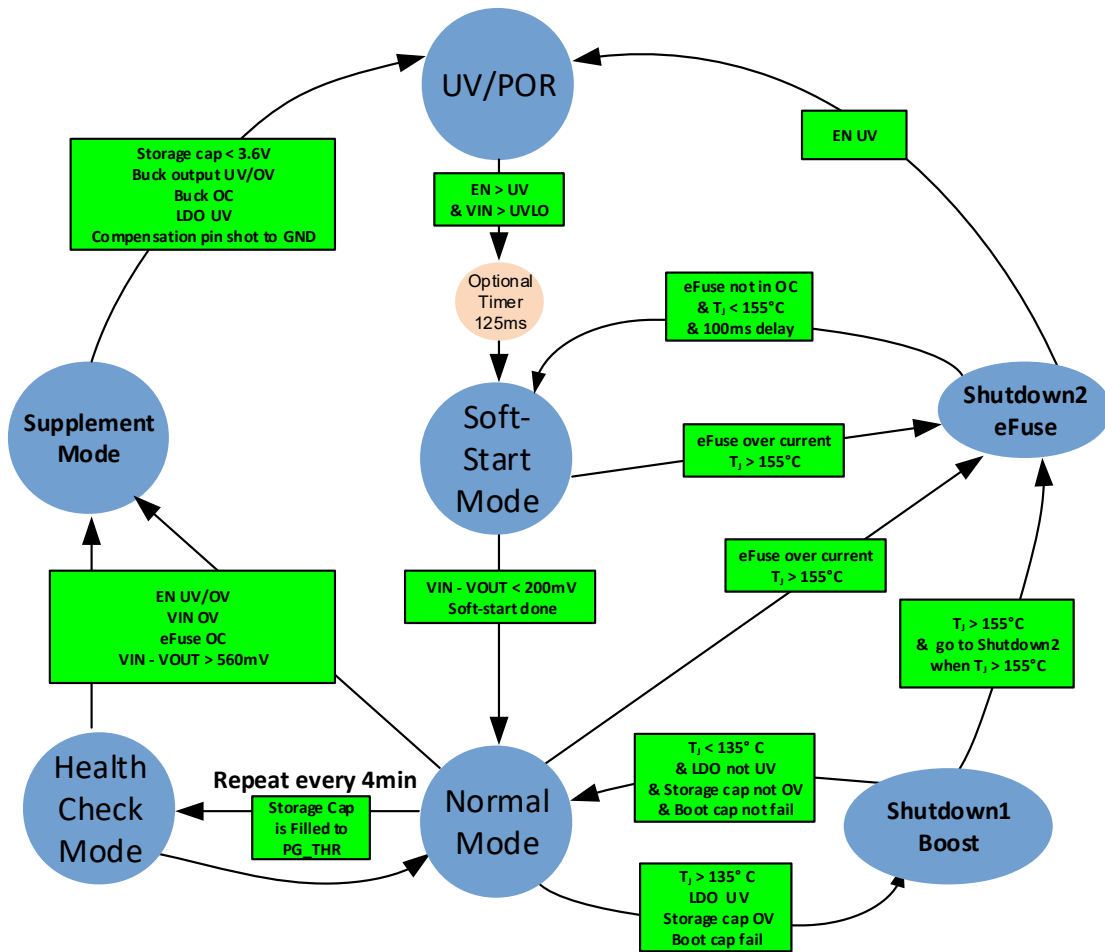 UV/POR
EN UV
Storage cap < 3.6V
Buck output UV/OV
Buck OC
LDO UV
Compensation pin shot to GND
EN > UV
& VIN > UVLO
Optional
Timer
125ms
eFuse not in OC
& TJ < 155°C
& 100ms delay
Supplement
Mode
Soft-
Start
Mode
Shutdown2
eFuse
eFuse over current
TJ > 155°C
eFuse over current
TJ > 155°C
VIN - VOUT < 200mV
Soft-start done
EN UV/OV
VIN OV
eFuse OC
VIN - VOUT > 560mV
TJ > 155°C
& go to Shutdown2
when TJ > 155°C
Health
Check
Mode
Repeat every 4min
Storage Cap
is Filled to
PG_THR
Normal
Mode
TJ < 135° C
& LDO not UV
& Storage cap not OV
& Boot cap not fail
Shutdown1
Boost
TJ > 135° C
LDO UV
Storage cap OV
Boot cap fail